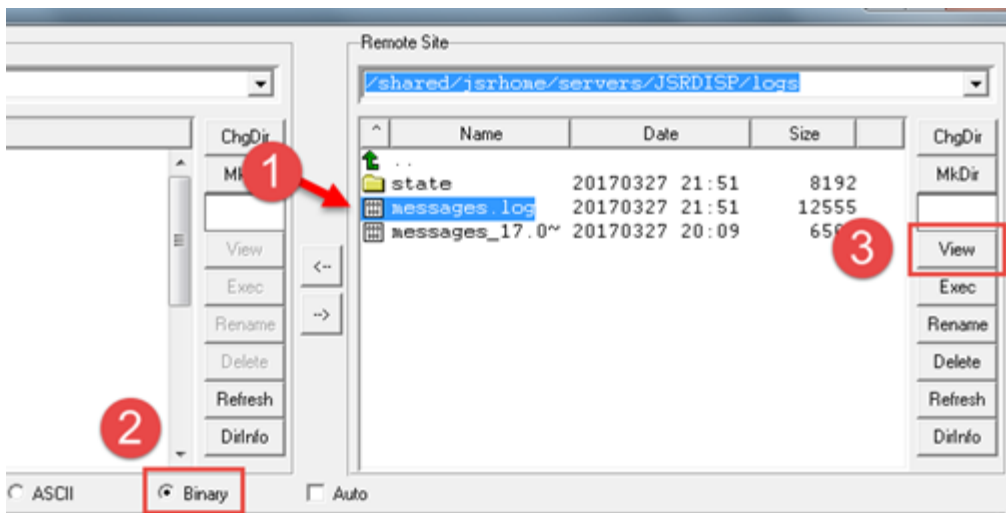 Remote Site
/shared/jsrhome/servers/JSRDISP/logs
ChgDir
^ Name Date Size
ChgDir
1
..
MkDir
state 20170327 21:51 8192
messages.log 20170327 21:51 12555
messages_17.0~ 20170327 20:09
3
View
<--
View
Exec
Exec
-->
Rename
Rename
Delete
Delete
Refresh
Refresh
2
DirInfo
DirInfo
ASCII
Binary
Auto